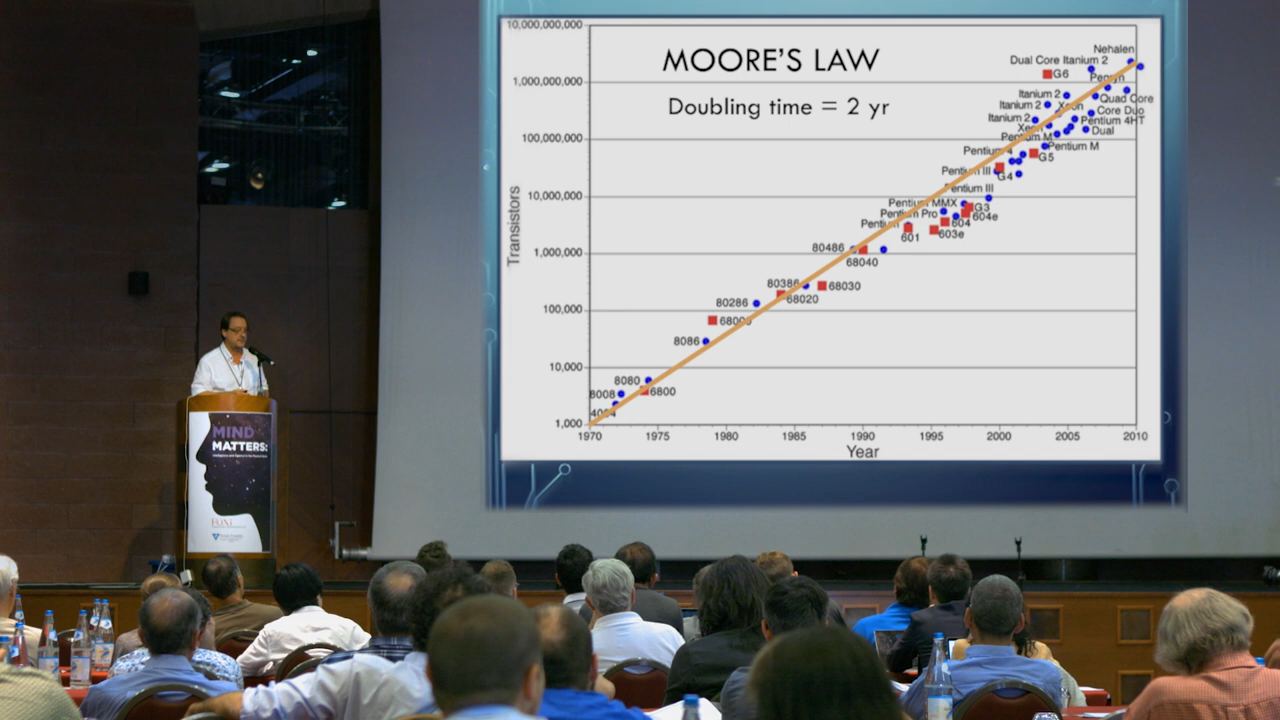 10,000,000,000
1,000,000,000
100,000,000
10,000,000
1,000,000
100,000
10,000
1,000
Transistors
MOORE'S LAW
Doubling time = 2 yr
Nehalen
Dual Core Itanium 2
G6
Penryn
Itanium 2
Quad Core
Itanium 2
Xeon
Core Duo
Itanium 2
Pentium 4HT
Xeon
Dual
Pentium M
Pentium M
Pentium 4
G5
Pentium III
G4
Pentium III
Pentium MMX
G3
Pentium Pro
604e
Pentium
604
601
603e
80486
68040
80386
68030
68020
80286
68000
8086
8080
6800
8008
4004
1970 1975 1980 1985 1990 1995 2000 2005 2010
Year
MIND
MATTERS:
FQXi